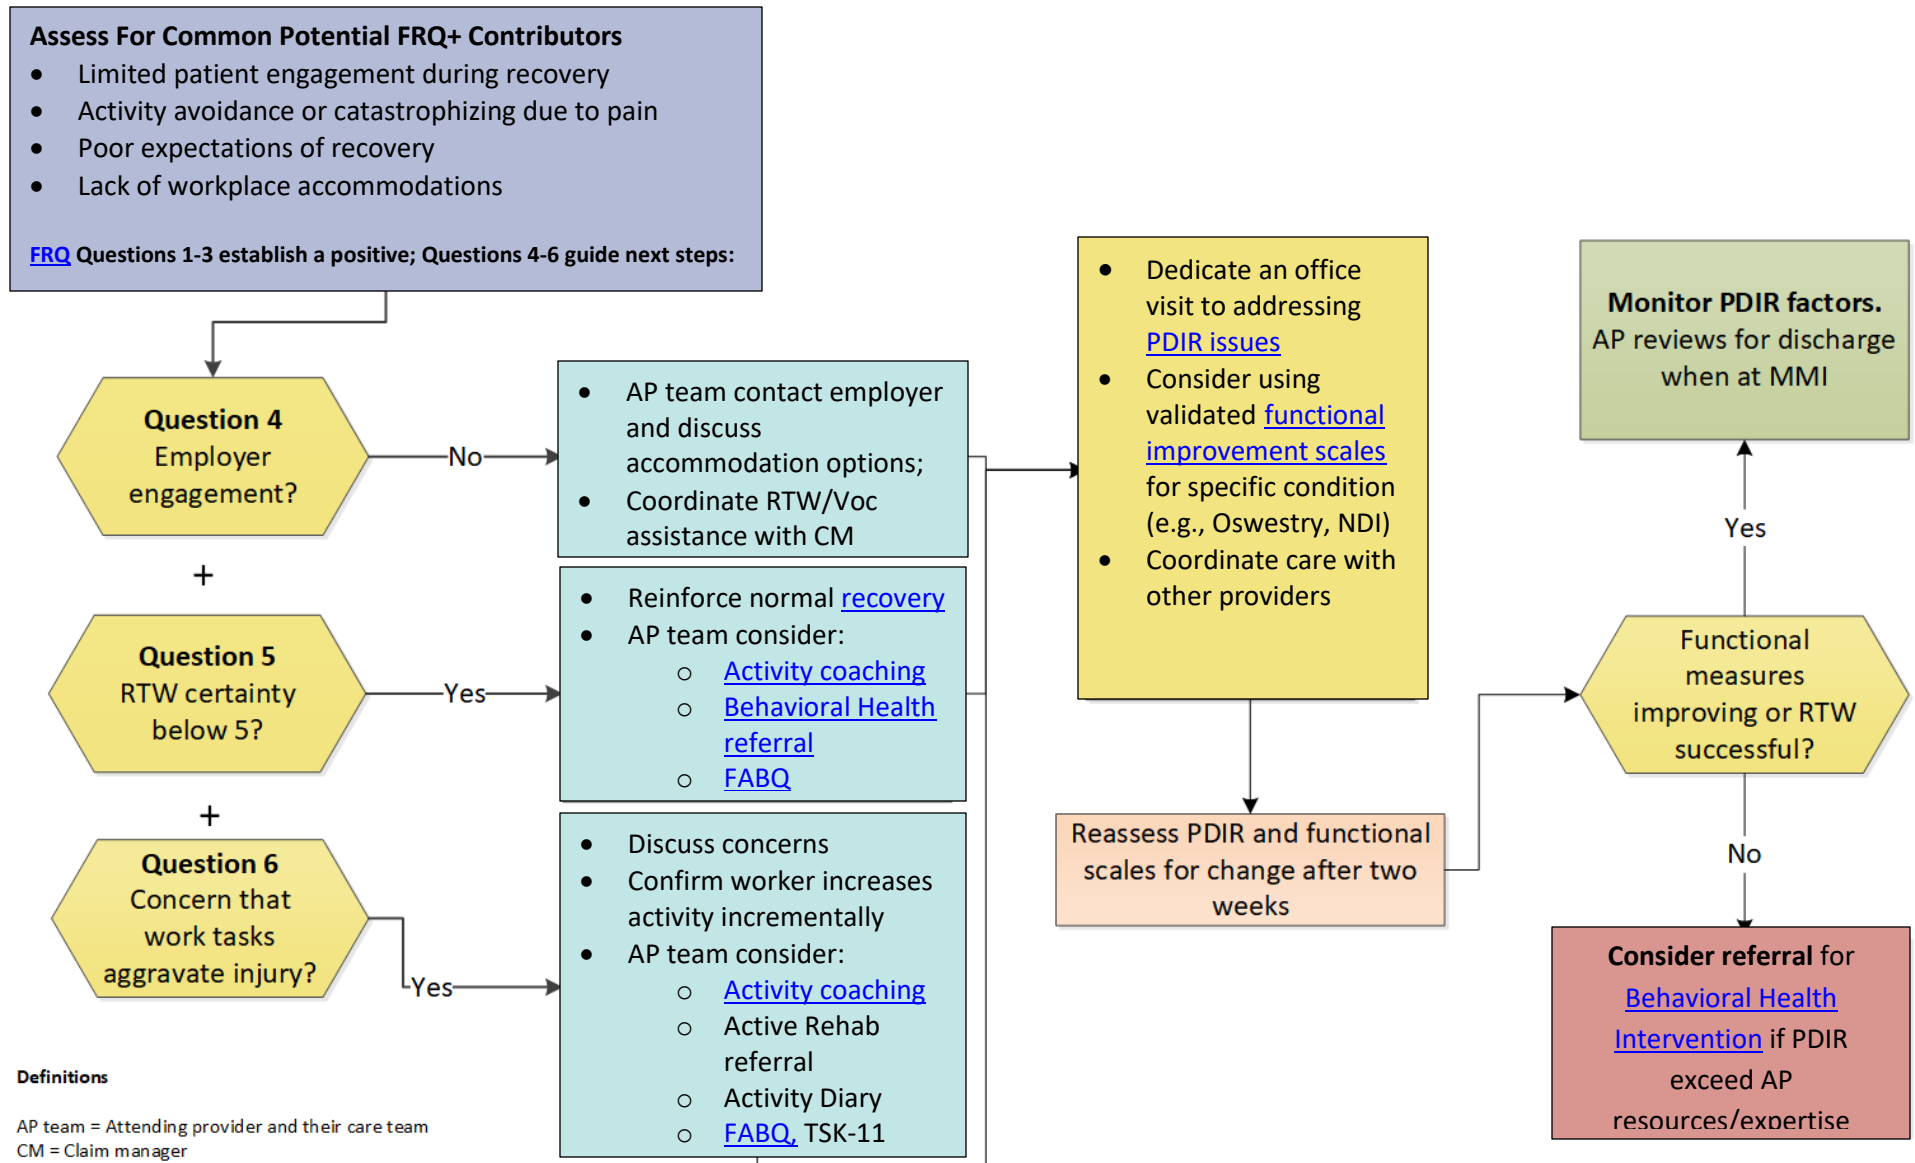 Assess For Common Potential FRQ+ Contributors
• Limited patient engagement during recovery
• Activity avoidance or catastrophizing due to pain
• Poor expectations of recovery
• Lack of workplace accommodations
FRQ Questions 1-3 establish a positive; Questions 4-6 guide next steps:
Question 4
Employer
engagement?
No
• AP team contact employer
and discuss
accommodation options;
• Coordinate RTW/Voc
assistance with CM
+
Question 5
RTW certainty
below 5?
Yes
• Reinforce normal recovery
• AP team consider:
o Activity coaching
o Behavioral Health
referral
o FABQ
+
Question 6
Concern that
work tasks
aggravate injury?
Yes
• Discuss concerns
• Confirm worker increases
activity incrementally
• AP team consider:
o Activity coaching
o Active Rehab
referral
o Activity Diary
o FABQ, TSK-11
• Dedicate an office
visit to addressing
PDIR issues
• Consider using
validated functional
improvement scales
for specific condition
(e.g., Oswestry, NDI)
• Coordinate care with
other providers
Reassess PDIR and functional
scales for change after two
weeks
Functional
measures
improving or RTW
successful?
Yes
Monitor PDIR factors.
AP reviews for discharge
when at MMI
No
Consider referral for
Behavioral Health
Intervention if PDIR
exceed AP
resources/expertise
Definitions
AP team = Attending provider and their care team
CM = Claim manager